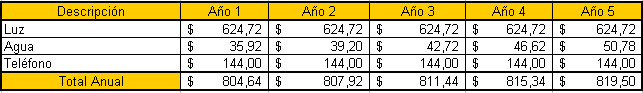 Descripción Año 1 Año 2 Año 3 Año 4 Año 5
Luz $ 624,72 $ 624,72 $ 624,72 $ 624,72 $ 624,72
Agua $ 35,92 $ 39,20 $ 42,72 $ 46,62 $ 50,78
Teléfono $ 144,00 $ 144,00 $ 144,00 $ 144,00 $ 144,00
Total Anual $ 804,64 $ 807,92 $ 811,44 $ 815,34 $ 819,50